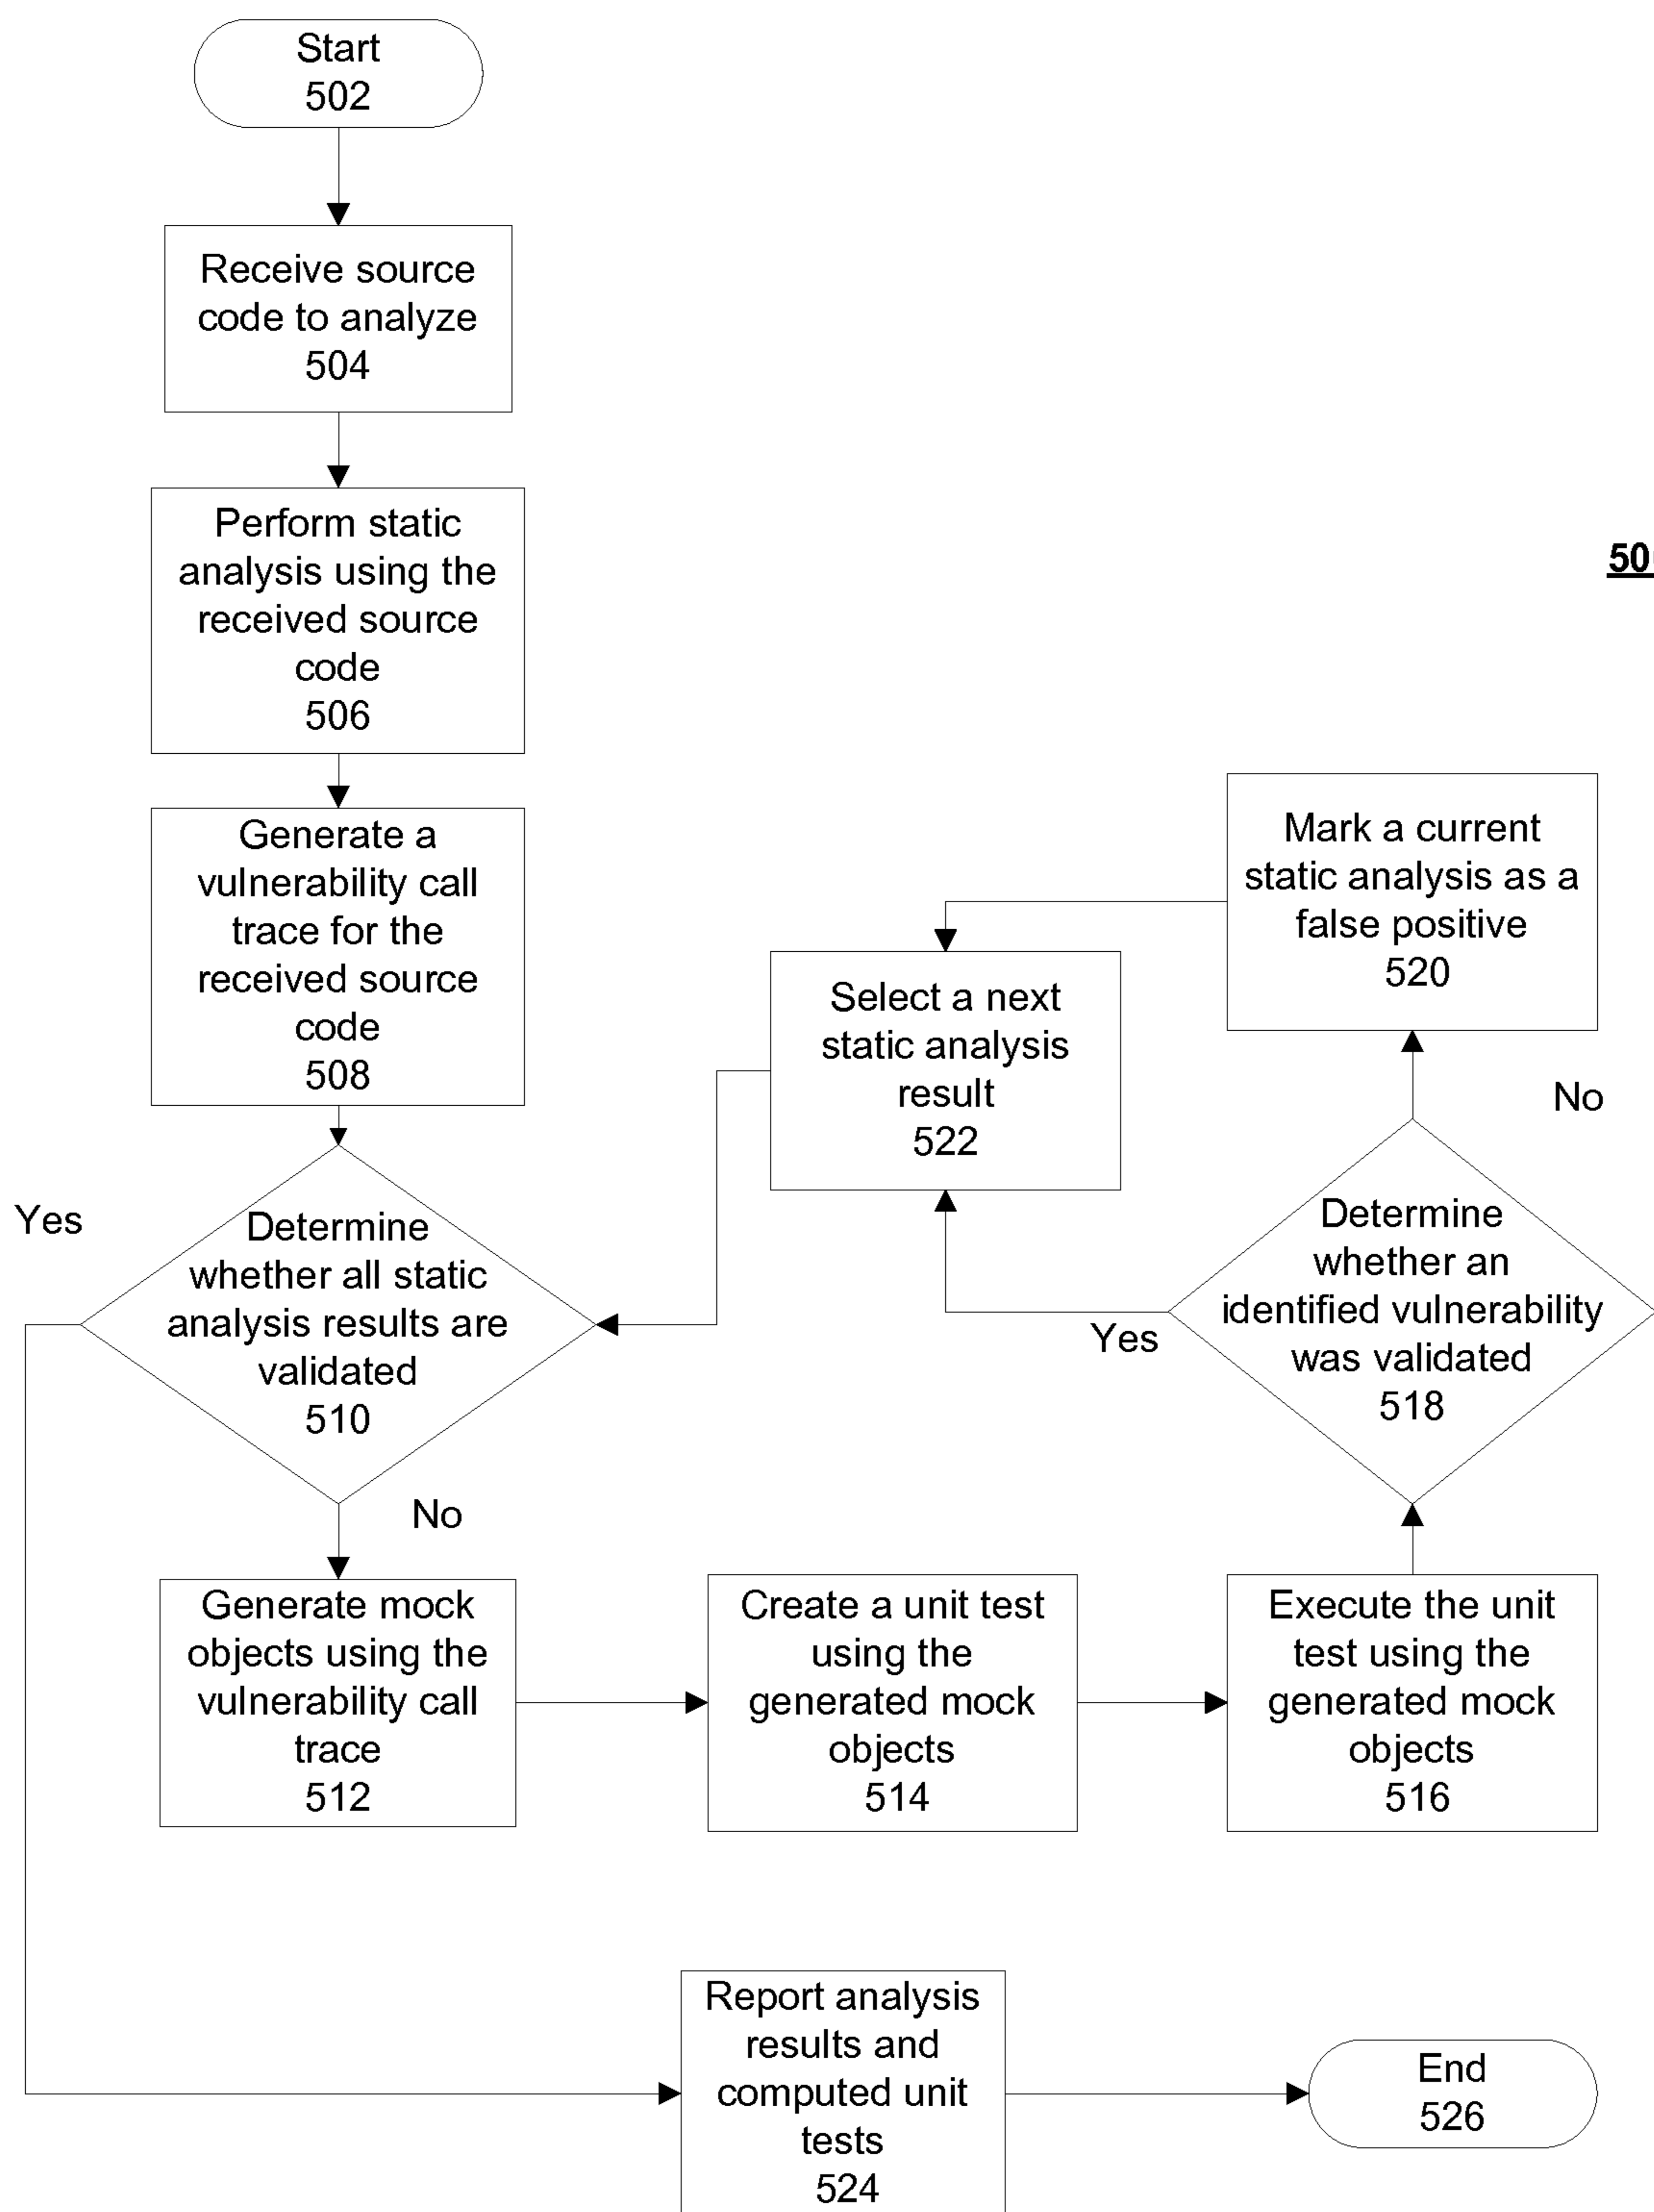 Start
502
Receive source
code to analyze
504
Perform static
analysis using the
received source
code
506
Generate a
vulnerability call
trace for the
received source
code
508
Yes
Determine
whether all static
analysis results are
validated
510
No
Generate mock
objects using the
vulnerability call
trace
512
Create a unit test
using the
generated mock
objects
514
Execute the unit
test using the
generated mock
objects
516
Determine
whether an
identified vulnerability
was validated
518
Yes
No
Mark a current
static analysis as a
false positive
520
Select a next
static analysis
result
522
Report analysis
results and
computed unit
tests
524
End
526